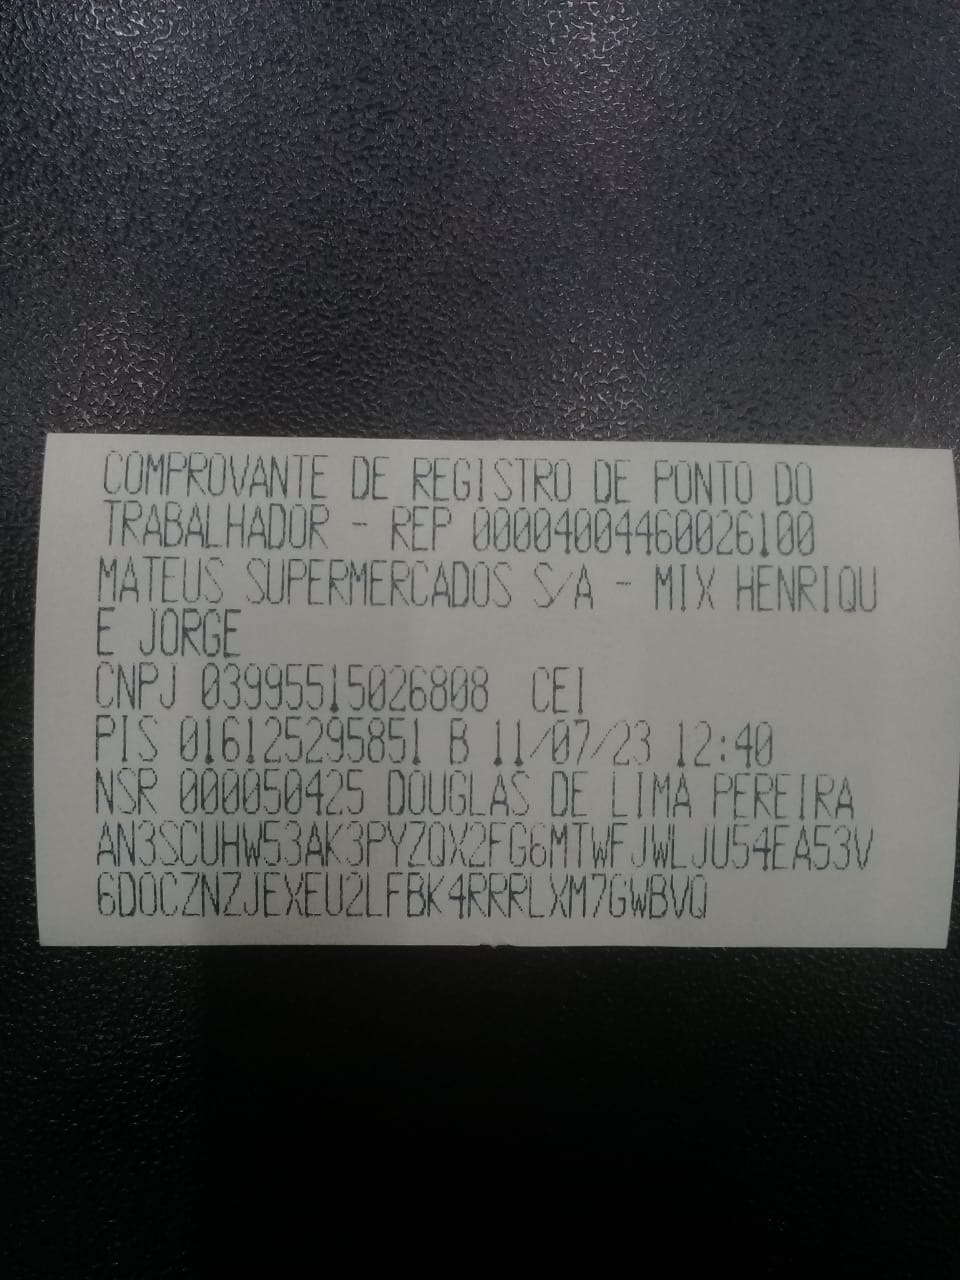 COMPROVANTE DE REGISTRO DE PONTO DO
TRABALHADOR - REP 00004004460026100
MATEUS SUPERMERCADOS S/A - MIX HENRIQU
E JORGE
CNPJ 03995515026808 CEI
PIS 016125295851 B 11/07/23 12:40
NSR 000050425 DOUGLAS DE LIMA PEREIRA
AN3SCUHW53AK3PYZQX2FG6MTWFJWLJU54EA53V
6DOCZNZJEXEU2LFBK4RRRLXM7GWBVQ